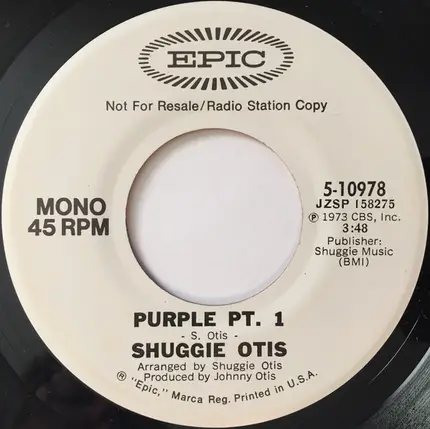 EPIC
Not For Resale/Radio Station Copy
MONO
45 RPM
5-10978
JZSP 158275
℗ 1973 CBS, Inc.
3:48
Publisher:
Shuggie Music
(BMI)
PURPLE PT. 1
- S. Otis -
SHUGGIE OTIS
Arranged by Shuggie Otis
Produced by Johnny Otis
® "Epic," Marca Reg. Printed in U.S.A.